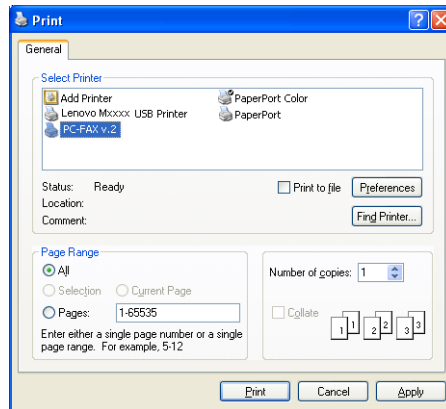 Print
General
Select Printer
Add Printer
PaperPort Color
Lenovo Mxxxx USB Printer
PaperPort
PC-FAX v.2
Status: Ready
Print to file
Preferences
Location:
Comment:
Find Printer...
Page Range
All
Number of copies: 1
Selection
Current Page
Pages: 1-65535
Collate
Enter either a single page number or a single
page range. For example, 5-12
1 1 2 2 3 3
Print
Cancel
Apply